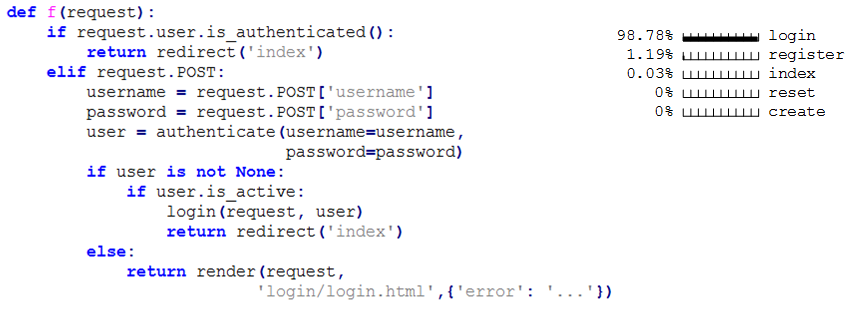 def f(request):
    if request.user.is_authenticated():
        return redirect('index')
    elif request.POST:
        username = request.POST['username']
        password = request.POST['password']
        user = authenticate(username=username,
                            password=password)
        if user is not None:
            if user.is_active:
                login(request, user)
                return redirect('index')
        else:
            return render(request,
                         'login/login.html',{'error': '...'})
98.78% login
1.19% register
0.03% index
0% reset
0% create